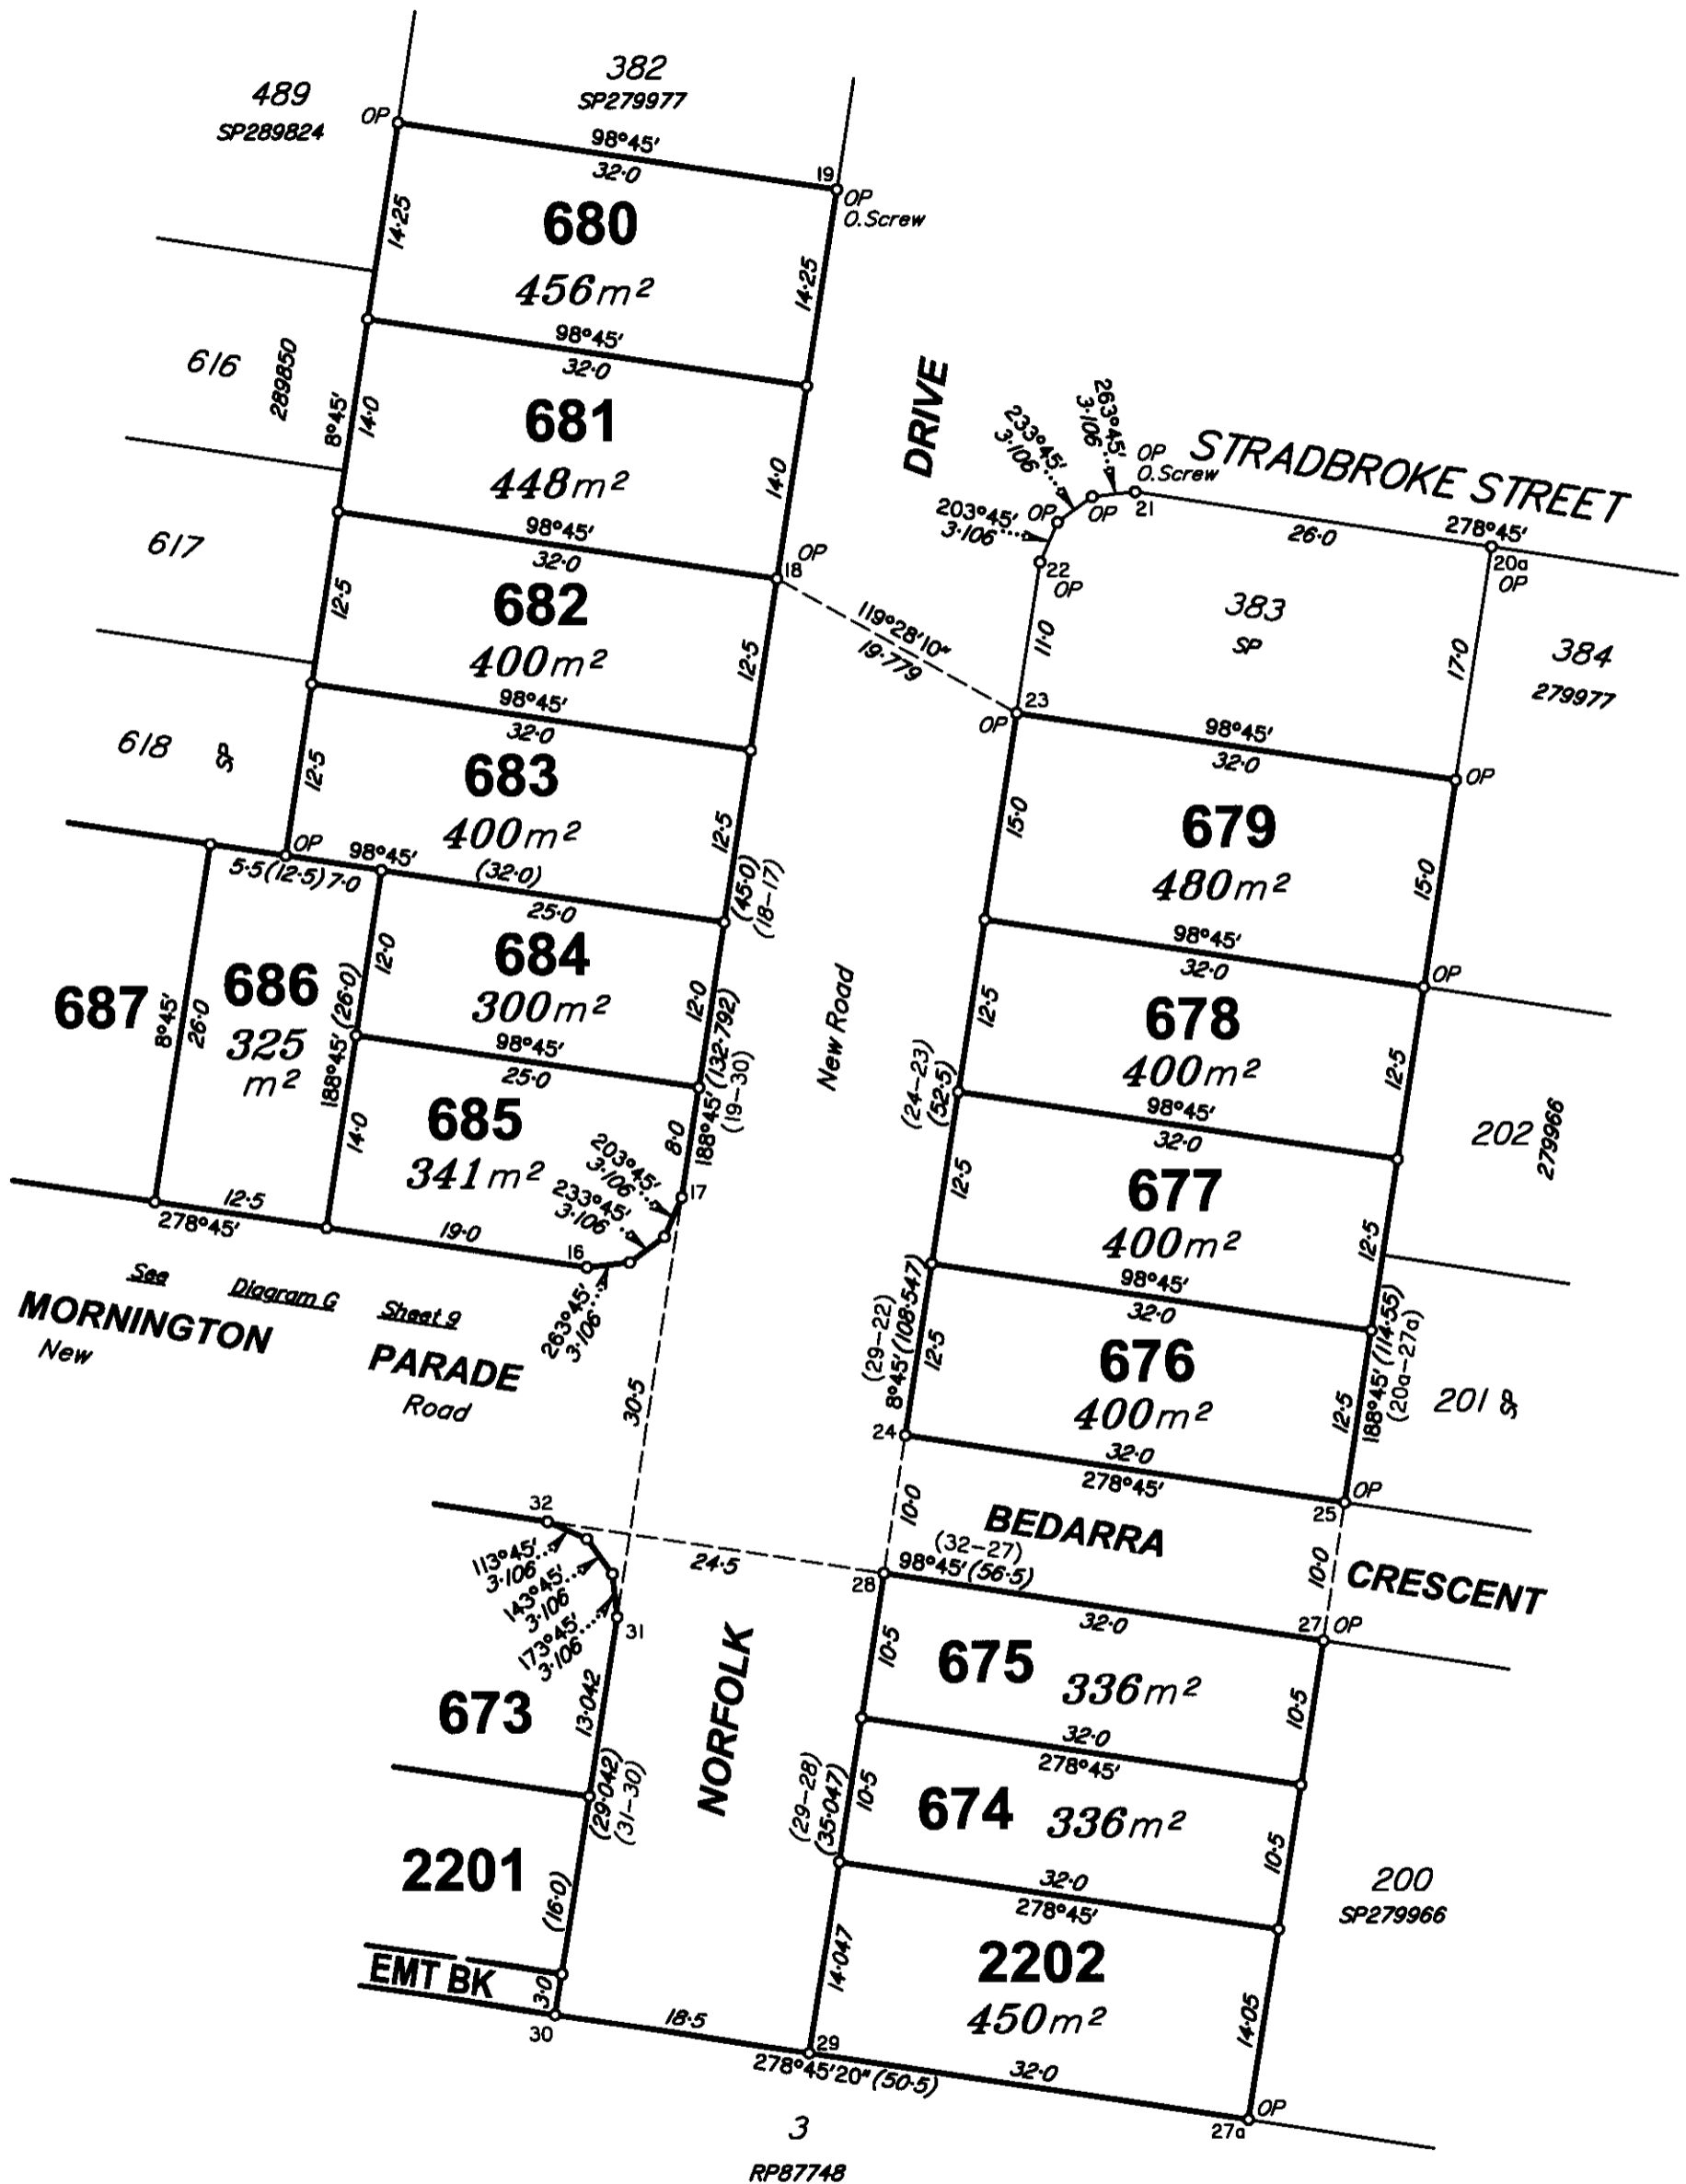 489
SP289824
382
SP279977
OP
98°45'
32·0
19
OP
O.Screw
14·25
680
456m²
14·25
98°45'
32·0
616
289850
8°45'
14·0
681
448m²
14·0
98°45'
32·0
OP
18
617
12·5
682
400m²
12·5
98°45'
32·0
618
SP
12·5
683
400m²
12·5
OP
98°45'
5·5(12·5)7·0
(32·0)
25·0
(45·0)
(18-17)
687
8°45'
26·0
686
325
m²
188°45'(26·0)
12·0
684
300m²
12·0
98°45'
25·0
188°45'(132·792)
(19-30)
14·0
685
341m²
8·0
203°45'
3·106
233°45'
3·106
17
12·5
278°45'
19·0
16
263°45'
3·106
See
Diagram G
Sheet 9
MORNINGTON
New
PARADE
Road
30·5
DRIVE
263°45'
3·106
233°45'
3·106
203°45'
3·106
OP
O.Screw
OP
OP
21
STRADBROKE STREET
278°45'
26·0
20a
OP
22
OP
383
SP
11·0
17·0
384
279977
119°28'10"
19·779
23
OP
98°45'
32·0
OP
15·0
679
480m²
15·0
98°45'
32·0
OP
New Road
12·5
678
400m²
12·5
(24-23)
(52·5)
98°45'
32·0
202
279966
12·5
677
400m²
12·5
98°45'
32·0
(29-22)
8°45'(108·547)
12·5
676
400m²
12·5
188°45'(114·55)
(20a-27a)
201
SP
24
32·0
278°45'
OP
25
10·0
BEDARRA
10·0
CRESCENT
32
24·5
(32-27)
98°45'(56·5)
28
32·0
27
OP
113°45'
3·106
143°45'
3·106
173°45'
3·106
31
10·5
675
336m²
10·5
673
13·042
NORFOLK
32·0
278°45'
(29·042)
(31-30)
(29-28)
(35·047)
10·5
674
336m²
10·5
2201
(16·0)
32·0
278°45'
200
SP279966
EMT BK
3·0
14·047
2202
450m²
14·05
30
18·5
29
278°45'20"(50·5)
32·0
OP
27a
3
RP87748